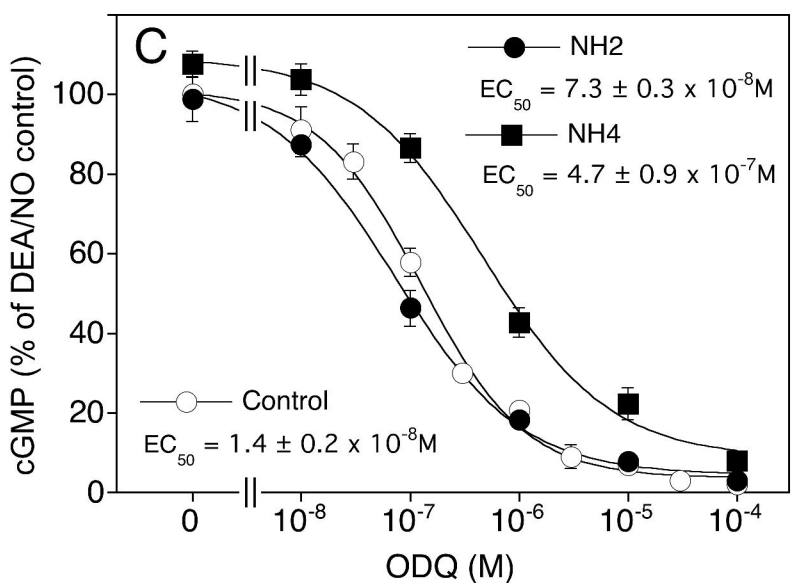 C
NH2
EC₅₀ = 7.3 ± 0.3 x 10⁻⁸M
NH4
EC₅₀ = 4.7 ± 0.9 x 10⁻⁷M
cGMP (% of DEA/NO control)
100
80
60
40
20
0
Control
EC₅₀ = 1.4 ± 0.2 x 10⁻⁸M
0 10⁻⁸ 10⁻⁷ 10⁻⁶ 10⁻⁵ 10⁻⁴
ODQ (M)